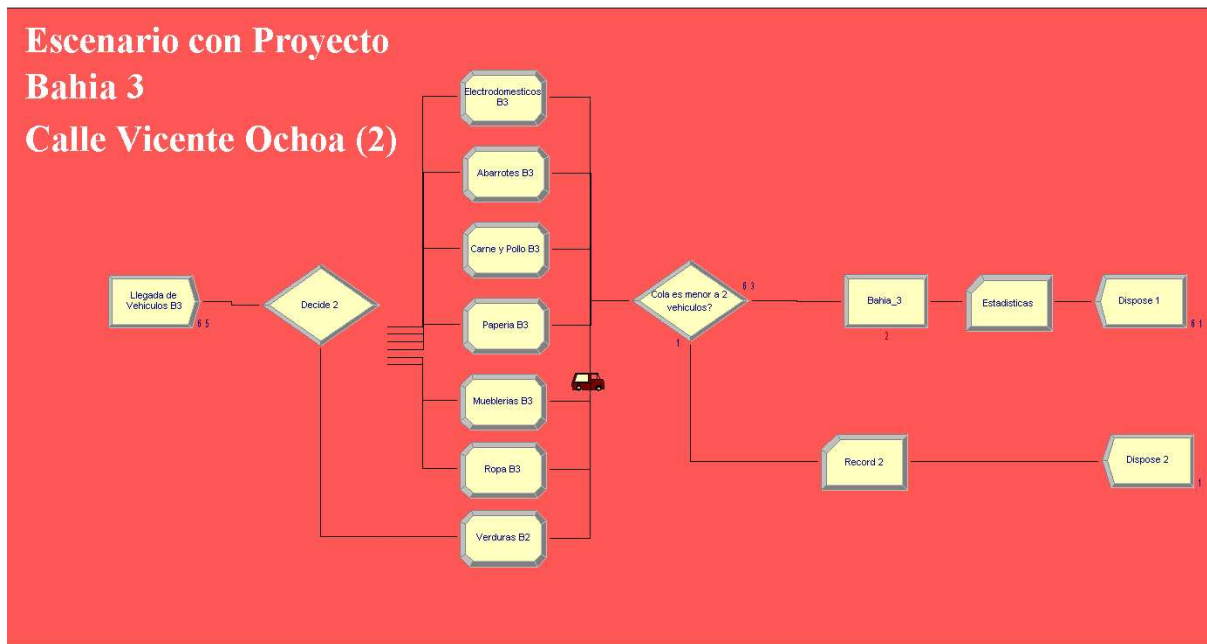 Escenario con Proyecto
Bahia 3
Calle Vicente Ochoa (2)
Electrodomesticos
B3
Abarrotes B3
Carne y Pollo B3
Llegada de
Vehiculos B3
6 5
Decide 2
Paperia B3
Mueblerias B3
Ropa B3
Verduras B2
Cola es menor a 2
vehiculos?
6 3
1
Bahia_3
2
Estadisticas
Dispose 1
6 1
Record 2
Dispose 2
1